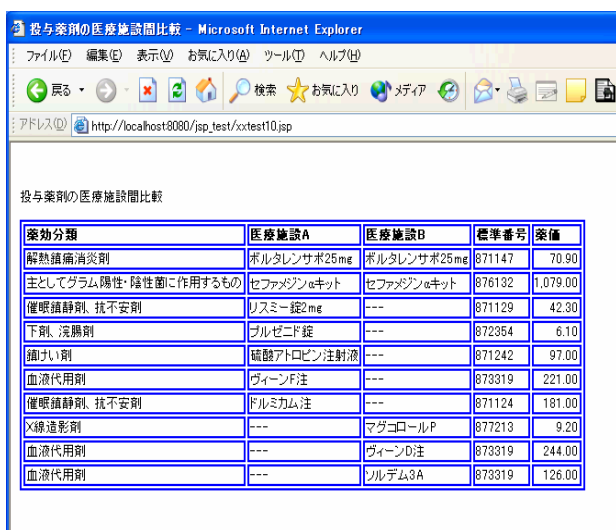 投与薬剤の医療施設間比較 - Microsoft Internet Explorer
ファイル(F) 編集(E) 表示(V) お気に入り(A) ツール(T) ヘルプ(H)
戻る 検索 お気に入り メディア
アドレス(D) http://localhost:8080/jsp_test/xxtest10.jsp
投与薬剤の医療施設間比較
薬効分類 医療施設A 医療施設B 標準番号 薬価
解熱鎮痛消炎剤 ボルタレンサポ25mg ボルタレンサポ25mg 871147 70.90
主としてグラム陽性・陰性菌に作用するもの セファメジンαキット セファメジンαキット 876132 1,079.00
催眠鎮静剤、抗不安剤 リスミー錠2mg --- 871129 42.30
下剤、浣腸剤 プルゼニド錠 --- 872354 6.10
鎮けい剤 硫酸アトロピン注射液 --- 871242 97.00
血液代用剤 ヴィーンF注 --- 873319 221.00
催眠鎮静剤、抗不安剤 ドルミカム注 --- 871124 181.00
X線造影剤 --- マグコロールP 877213 9.20
血液代用剤 --- ヴィーンD注 873319 244.00
血液代用剤 --- ソルデム3A 873319 126.00